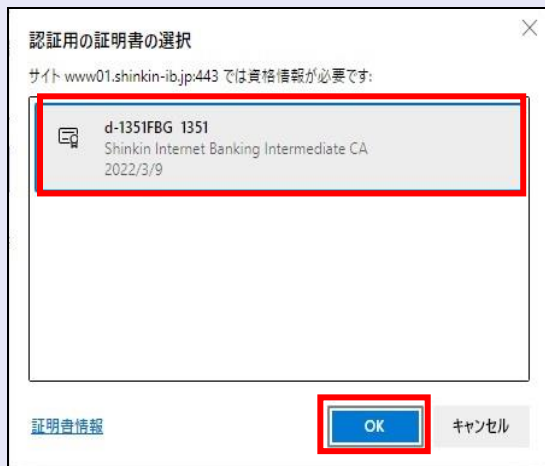 認証用の証明書の選択
サイト www01.shinkin-ib.jp:443 では資格情報が必要です:
d-1351FBG 1351
Shinkin Internet Banking Intermediate CA
2022/3/9
証明書情報
OK
キャンセル